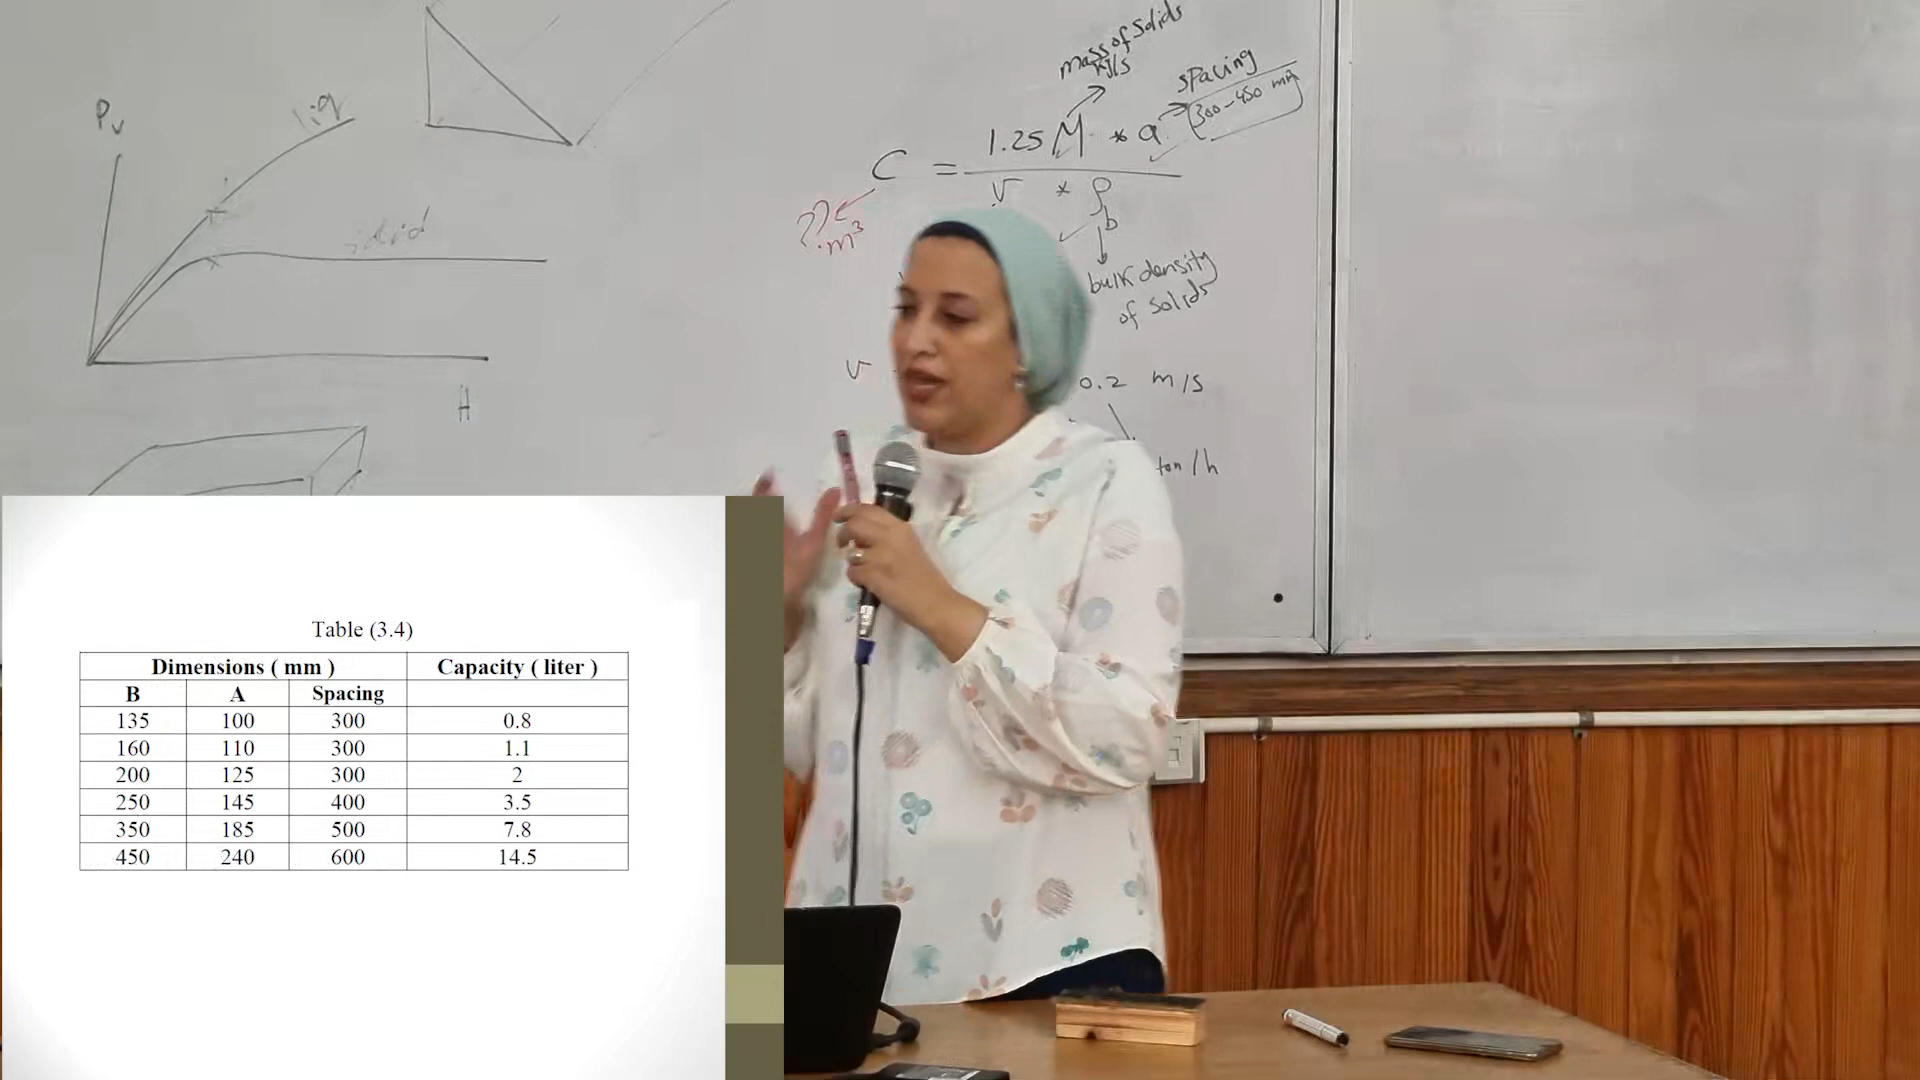 mass of solids
kg/s
spacing
300-450 mm
C = 1.25 M * a
v * ρb
?? m³
bulk density
of solids
v
0.2 m/s
ton/h
Pv
liq
solid
H
Table (3.4)
Dimensions ( mm ) Capacity ( liter )
B A Spacing
135 100 300 0.8
160 110 300 1.1
200 125 300 2
250 145 400 3.5
350 185 500 7.8
450 240 600 14.5